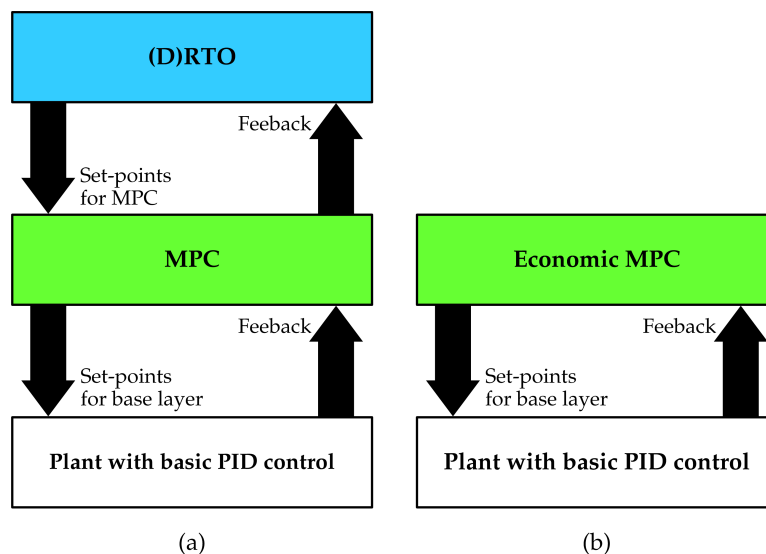 (D)RTO
Feeback
Set-points
for MPC
MPC
Feeback
Set-points
for base layer
Plant with basic PID control
(a)
Economic MPC
Feeback
Set-points
for base layer
Plant with basic PID control
(b)